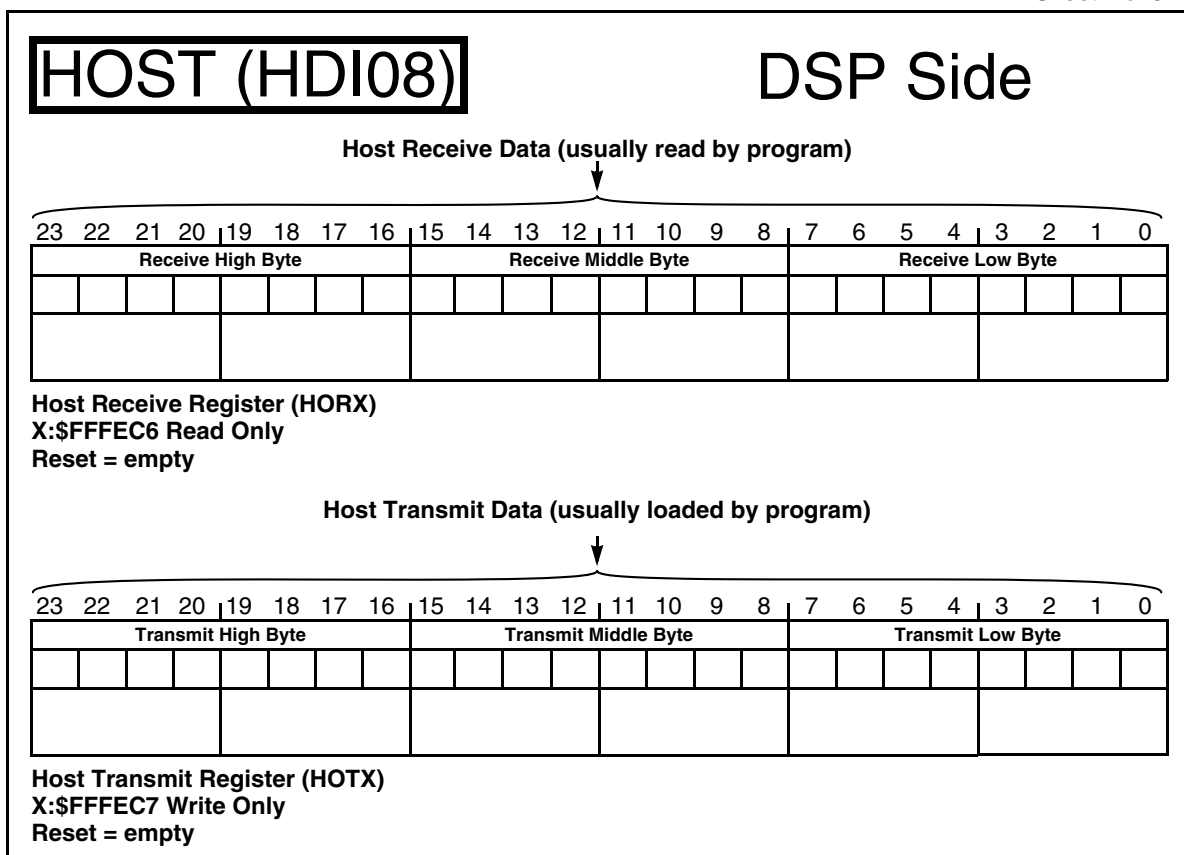 HOST (HDI08) DSP Side
Host Receive Data (usually read by program)
23 22 21 20 19 18 17 16 15 14 13 12 11 10 9 8 7 6 5 4 3 2 1 0
Receive High Byte Receive Middle Byte Receive Low Byte
Host Receive Register (HORX)
X:$FFFEC6 Read Only
Reset = empty
Host Transmit Data (usually loaded by program)
23 22 21 20 19 18 17 16 15 14 13 12 11 10 9 8 7 6 5 4 3 2 1 0
Transmit High Byte Transmit Middle Byte Transmit Low Byte
Host Transmit Register (HOTX)
X:$FFFEC7 Write Only
Reset = empty